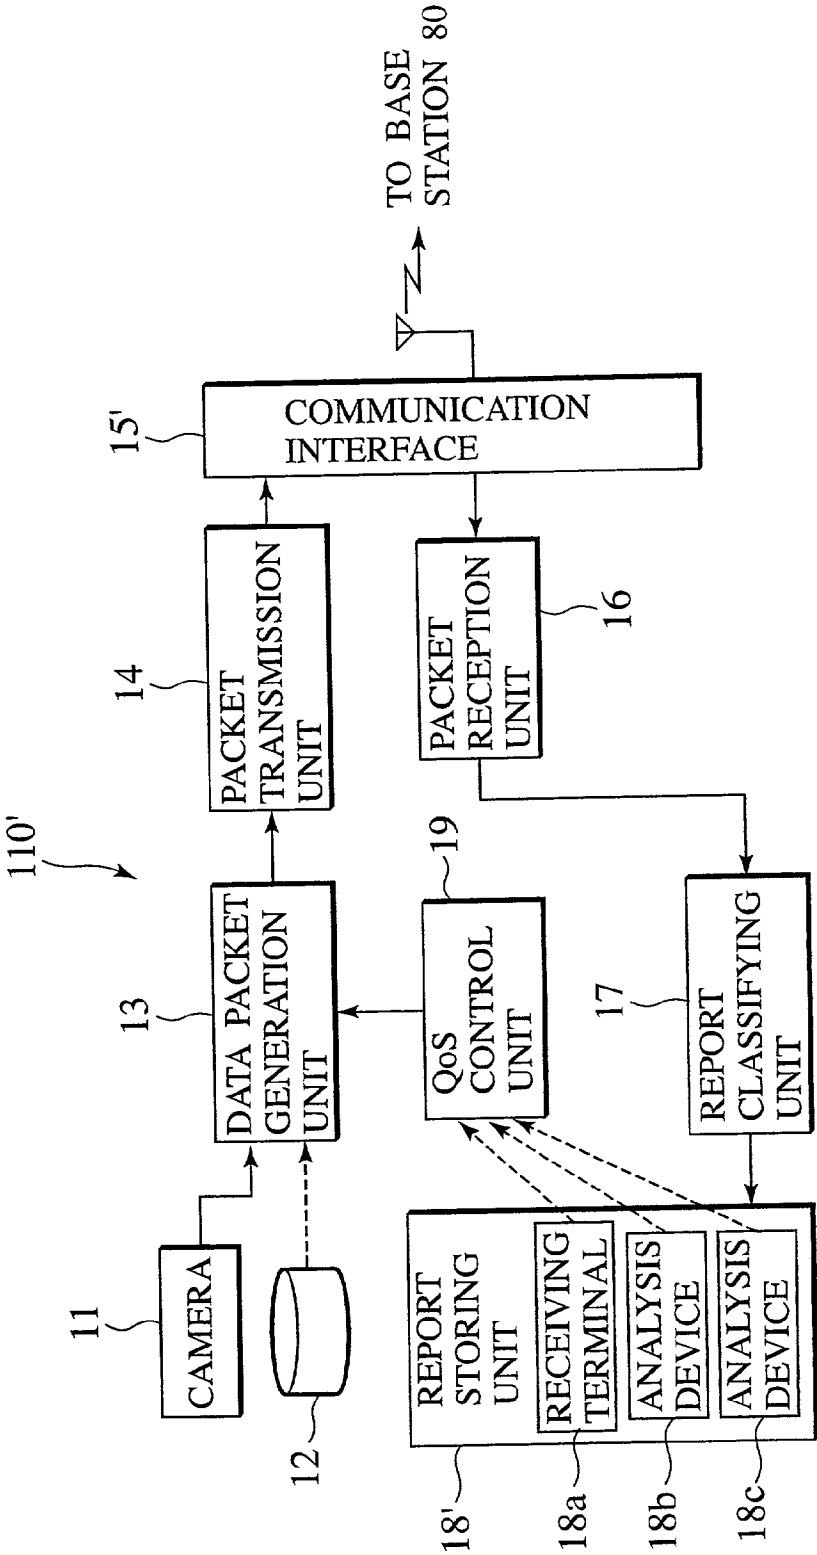 110'
11
CAMERA
12
13
DATA PACKET
GENERATION
UNIT
14
PACKET
TRANSMISSION
UNIT
15'
COMMUNICATION
INTERFACE
TO BASE
STATION 80
18'
REPORT
STORING
UNIT
18a
RECEIVING
TERMINAL
18b
ANALYSIS
DEVICE
18c
ANALYSIS
DEVICE
19
QoS
CONTROL
UNIT
17
REPORT
CLASSIFYING
UNIT
16
PACKET
RECEPTION
UNIT